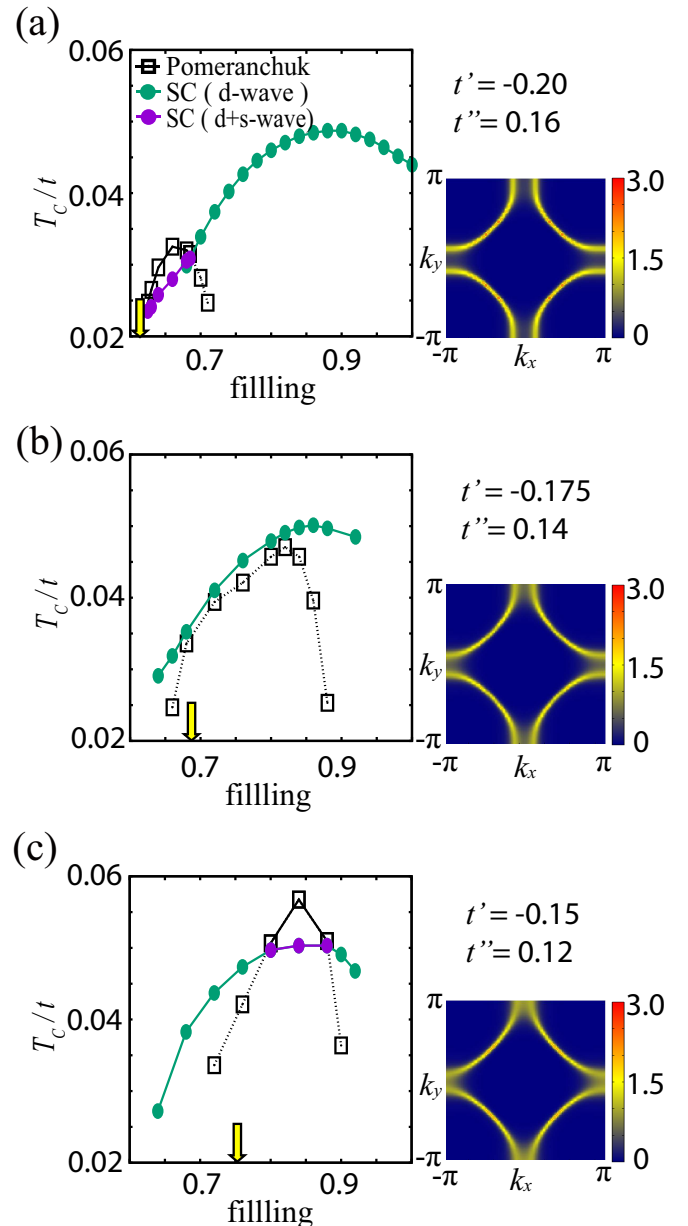 (a)
0.06
Pomeranchuk
SC ( d-wave )
SC ( d+s-wave)
0.04
T_C/t
0.02
0.7
0.9
fillling
t' = -0.20
t''= 0.16
π
k_y
-π
-π
k_x
π
3.0
1.5
0
(b)
0.06
0.04
T_C/t
0.02
0.7
0.9
fillling
t' = -0.175
t''= 0.14
π
k_y
-π
-π
k_x
π
3.0
1.5
0
(c)
0.06
0.04
T_C/t
0.02
0.7
0.9
fillling
t' = -0.15
t''= 0.12
π
k_y
-π
-π
k_x
π
3.0
1.5
0